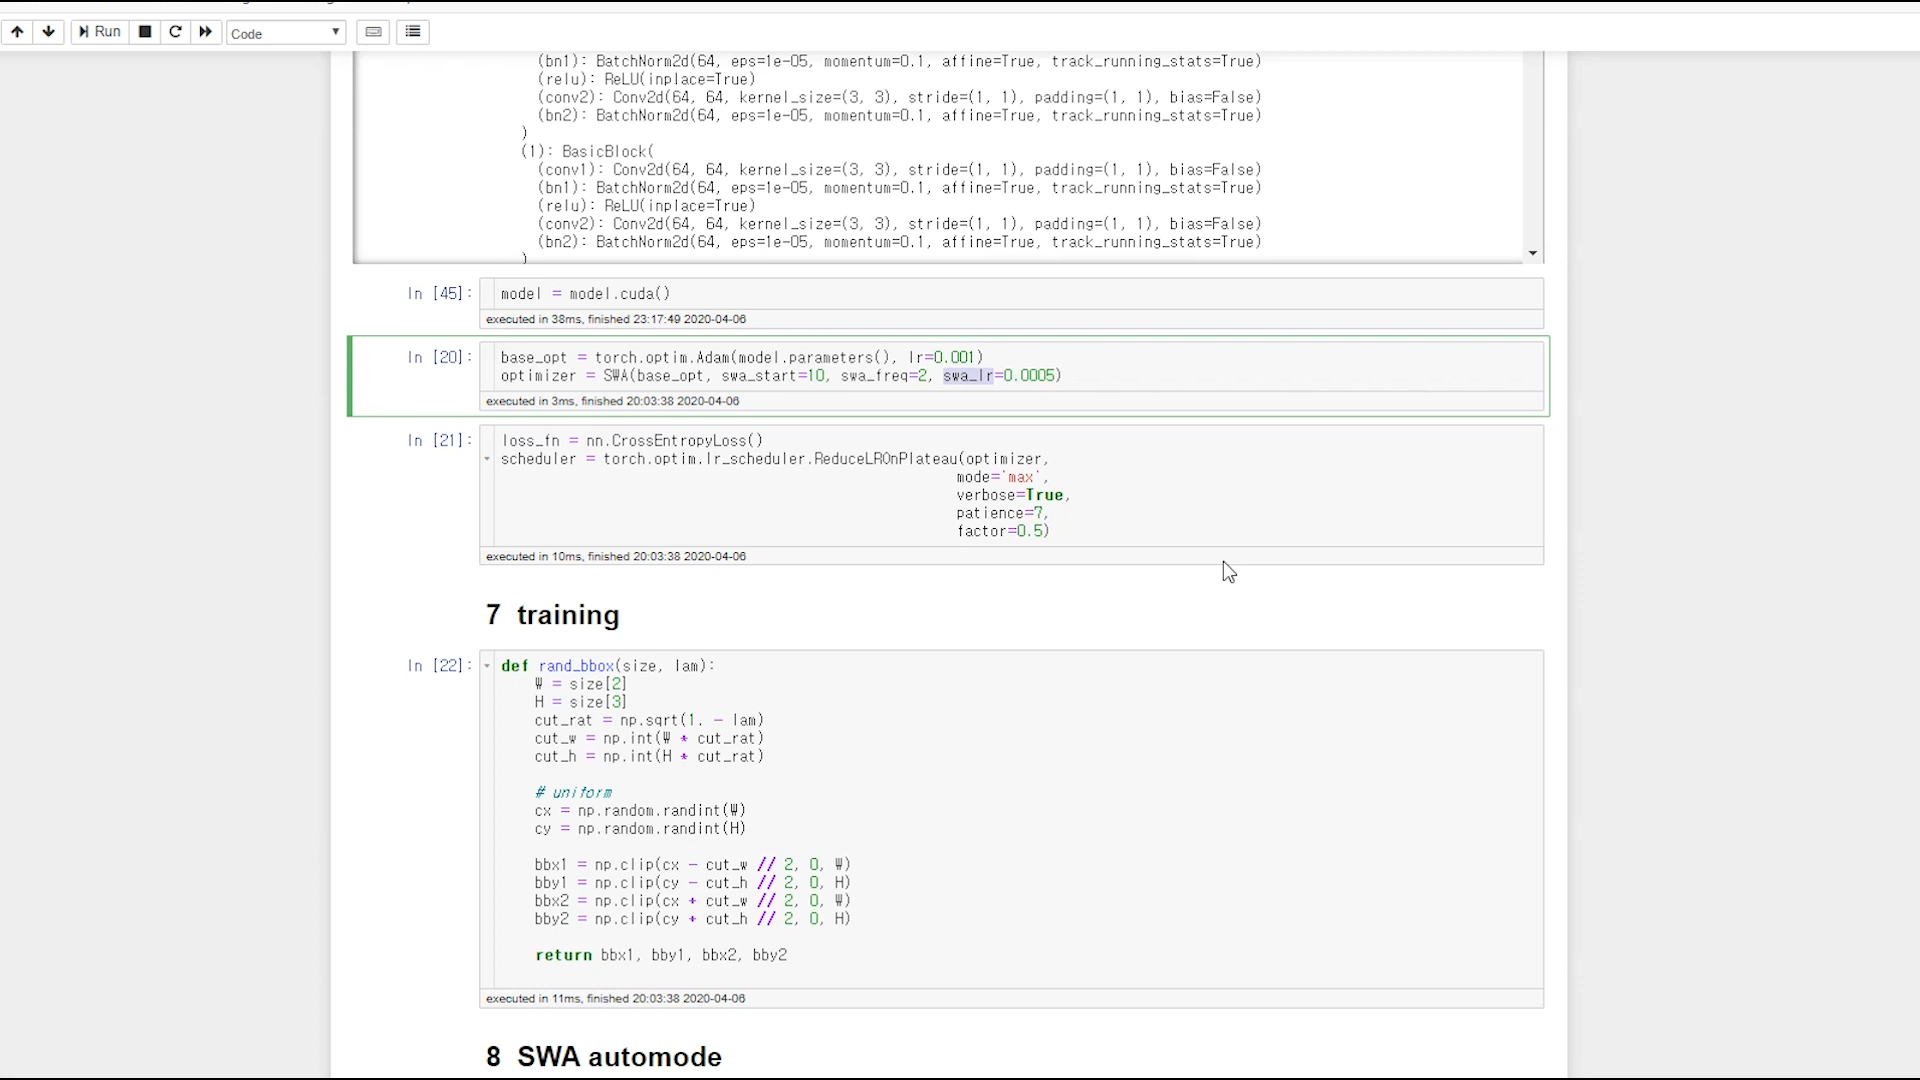 Run
Code
(bn1): BatchNorm2d(64, eps=1e-05, momentum=0.1, affine=True, track_running_stats=True)
(relu): ReLU(inplace=True)
(conv2): Conv2d(64, 64, kernel_size=(3, 3), stride=(1, 1), padding=(1, 1), bias=False)
(bn2): BatchNorm2d(64, eps=1e-05, momentum=0.1, affine=True, track_running_stats=True)
)
(1): BasicBlock(
(conv1): Conv2d(64, 64, kernel_size=(3, 3), stride=(1, 1), padding=(1, 1), bias=False)
(bn1): BatchNorm2d(64, eps=1e-05, momentum=0.1, affine=True, track_running_stats=True)
(relu): ReLU(inplace=True)
(conv2): Conv2d(64, 64, kernel_size=(3, 3), stride=(1, 1), padding=(1, 1), bias=False)
(bn2): BatchNorm2d(64, eps=1e-05, momentum=0.1, affine=True, track_running_stats=True)
)
In [45]: model = model.cuda()
executed in 38ms, finished 23:17:49 2020-04-06
In [20]: base_opt = torch.optim.Adam(model.parameters(), lr=0.001)
optimizer = SWA(base_opt, swa_start=10, swa_freq=2, swa_lr=0.0005)
executed in 3ms, finished 20:03:38 2020-04-06
In [21]: loss_fn = nn.CrossEntropyLoss()
scheduler = torch.optim.lr_scheduler.ReduceLROnPlateau(optimizer,
mode='max',
verbose=True,
patience=7,
factor=0.5)
executed in 10ms, finished 20:03:38 2020-04-06
7 training
In [22]: def rand_bbox(size, lam):
W = size[2]
H = size[3]
cut_rat = np.sqrt(1. - lam)
cut_w = np.int(W * cut_rat)
cut_h = np.int(H * cut_rat)
# uniform
cx = np.random.randint(W)
cy = np.random.randint(H)
bbx1 = np.clip(cx - cut_w // 2, 0, W)
bby1 = np.clip(cy - cut_h // 2, 0, H)
bbx2 = np.clip(cx + cut_w // 2, 0, W)
bby2 = np.clip(cy + cut_h // 2, 0, H)
return bbx1, bby1, bbx2, bby2
executed in 11ms, finished 20:03:38 2020-04-06
8 SWA automode